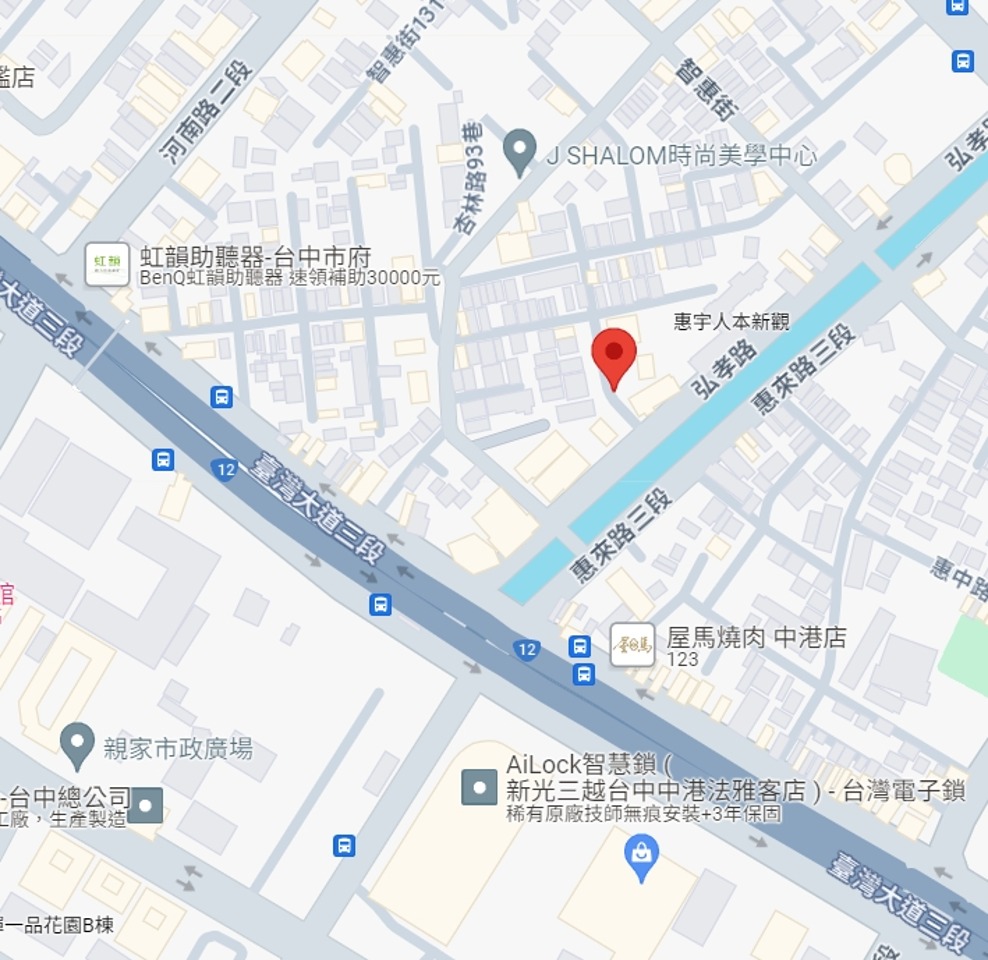 智惠街131
鑑店
河南路二段
智惠街
杏林路93巷
J SHALOM時尚美學中心
弘孝路
虹韻
虹韻助聽器-台中市府
BenQ虹韻助聽器 速領補助30000元
大道三段
惠宇人本新觀
弘孝路
惠來路三段
12
臺灣大道三段
惠來路三段
惠中路
館
12
屋馬
屋馬燒肉 中港店
123
親家市政廣場
AiLock智慧鎖 (
新光三越台中中港法雅客店 ) - 台灣電子鎖
稀有原廠技師無痕安裝+3年保固
-台中總公司
工廠，生產製造
臺灣大道三段
一品花園B棟
段